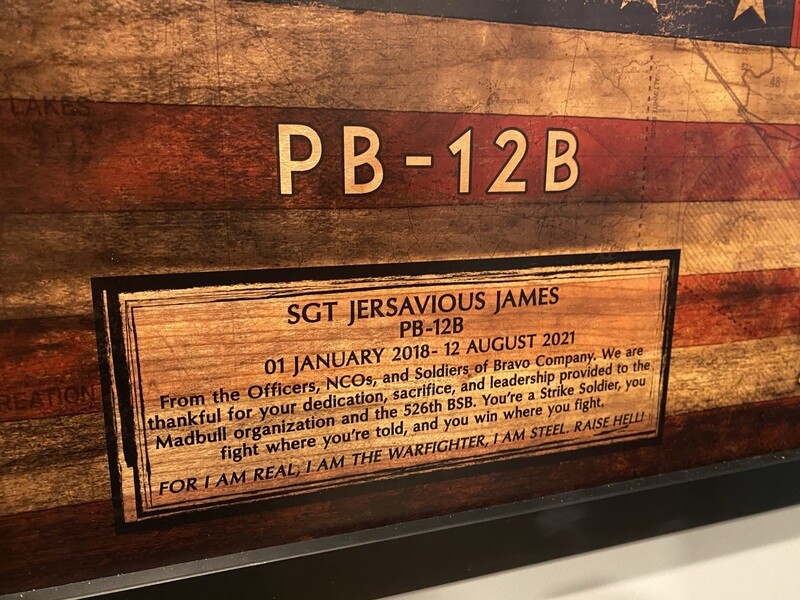 LAKES
PB-12B
SGT JERSAVIOUS JAMES
PB-12B
01 JANUARY 2018- 12 AUGUST 2021
From the Officers, NCOs, and Soldiers of Bravo Company. We are
thankful for your dedication, sacrifice, and leadership provided to the
Madbull organization and the 526th BSB. You're a Strike Soldier, you
fight where you're told, and you win where you fight.
FOR I AM REAL, I AM THE WARFIGHTER, I AM STEEL. RAISE HELL!
REATION
48